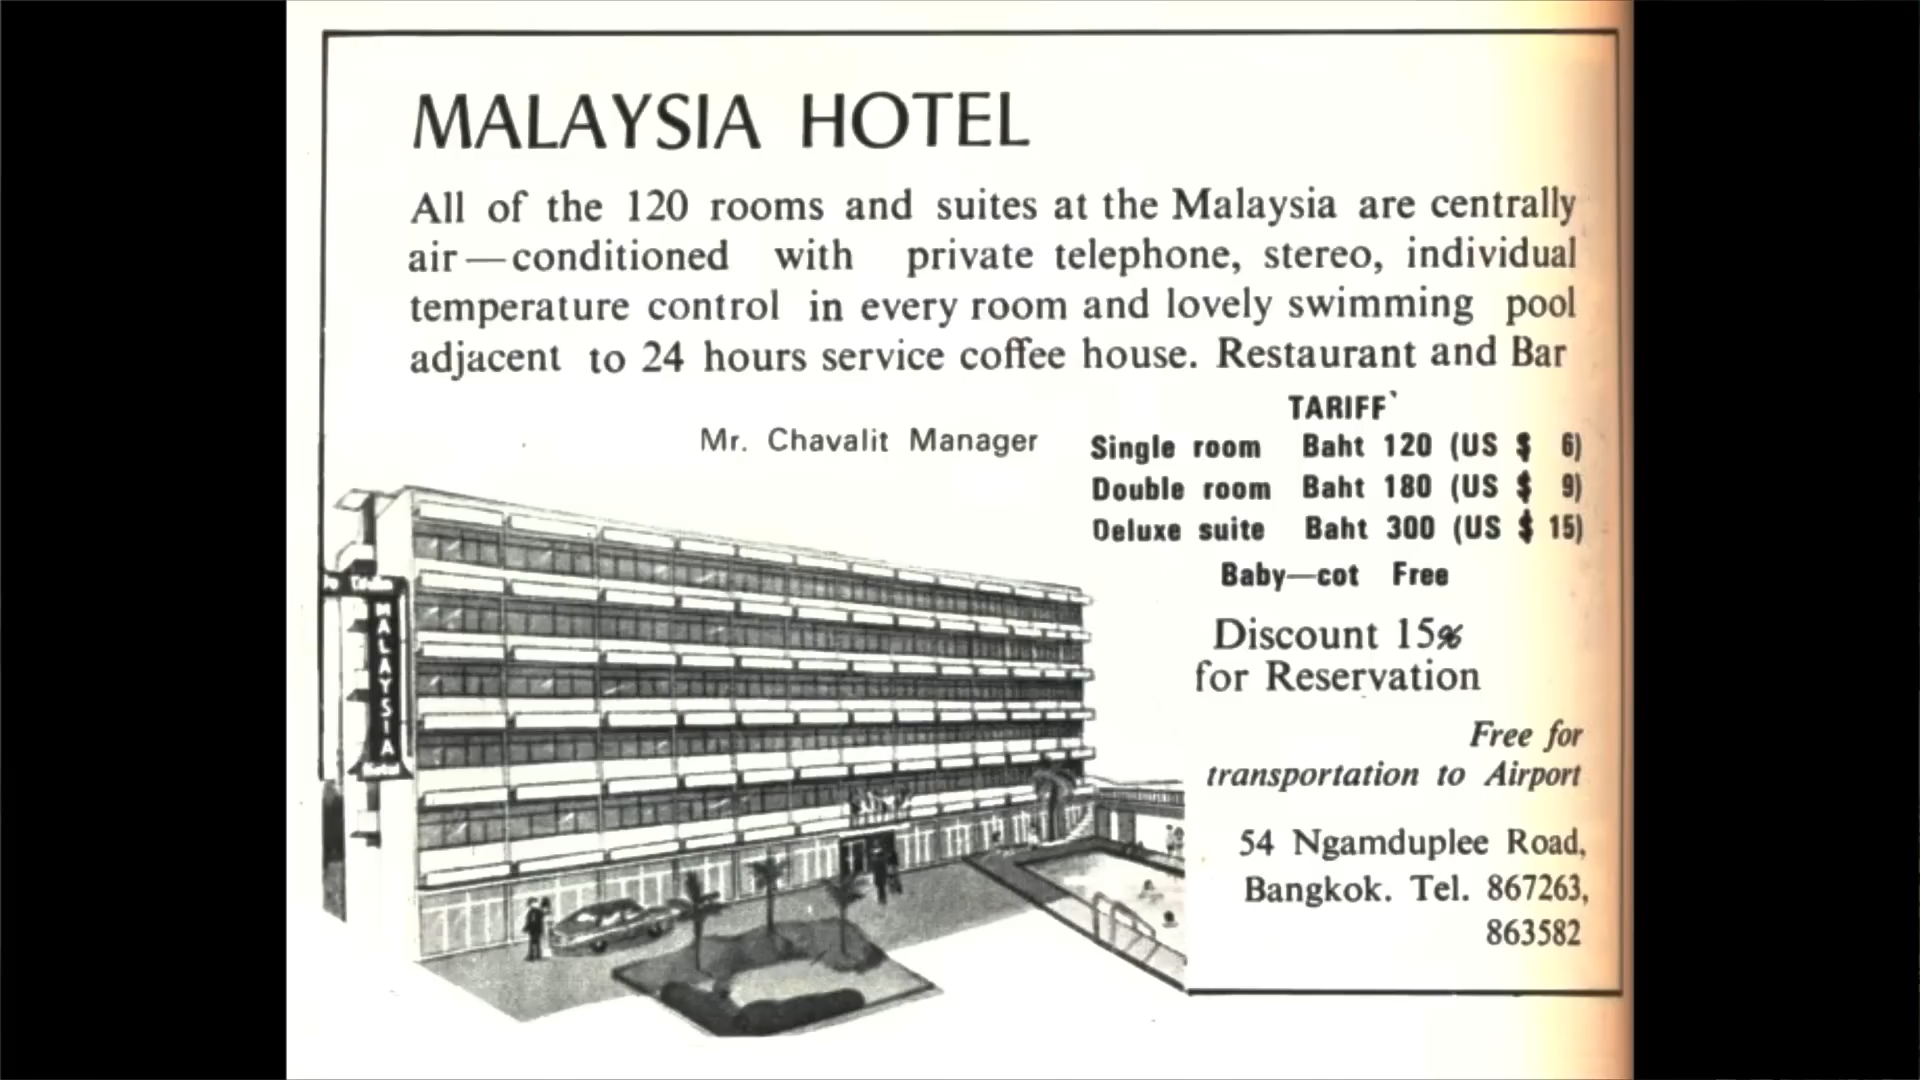 MALAYSIA HOTEL
All of the 120 rooms and suites at the Malaysia are centrally
air—conditioned with private telephone, stereo, individual
temperature control in every room and lovely swimming pool
adjacent to 24 hours service coffee house. Restaurant and Bar
Mr. Chavalit Manager
TARIFF
Single room Baht 120 (US $ 6)
Double room Baht 180 (US $ 9)
Deluxe suite Baht 300 (US $ 15)
Baby—cot Free
Discount 15%
for Reservation
Free for
transportation to Airport
54 Ngamduplee Road,
Bangkok. Tel. 867263,
863582
MALAYSIA